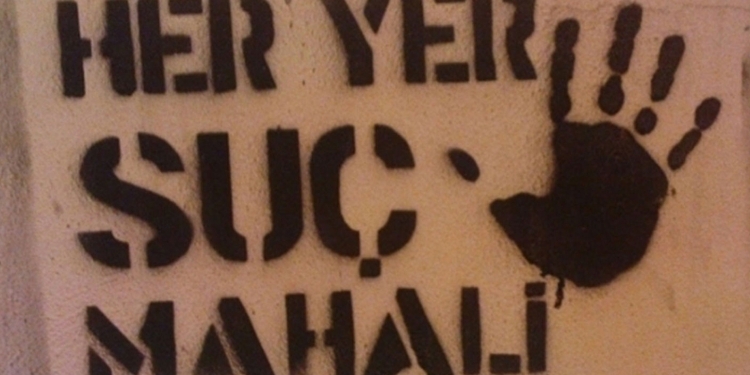 HER YER
SUÇ
MAHALİ